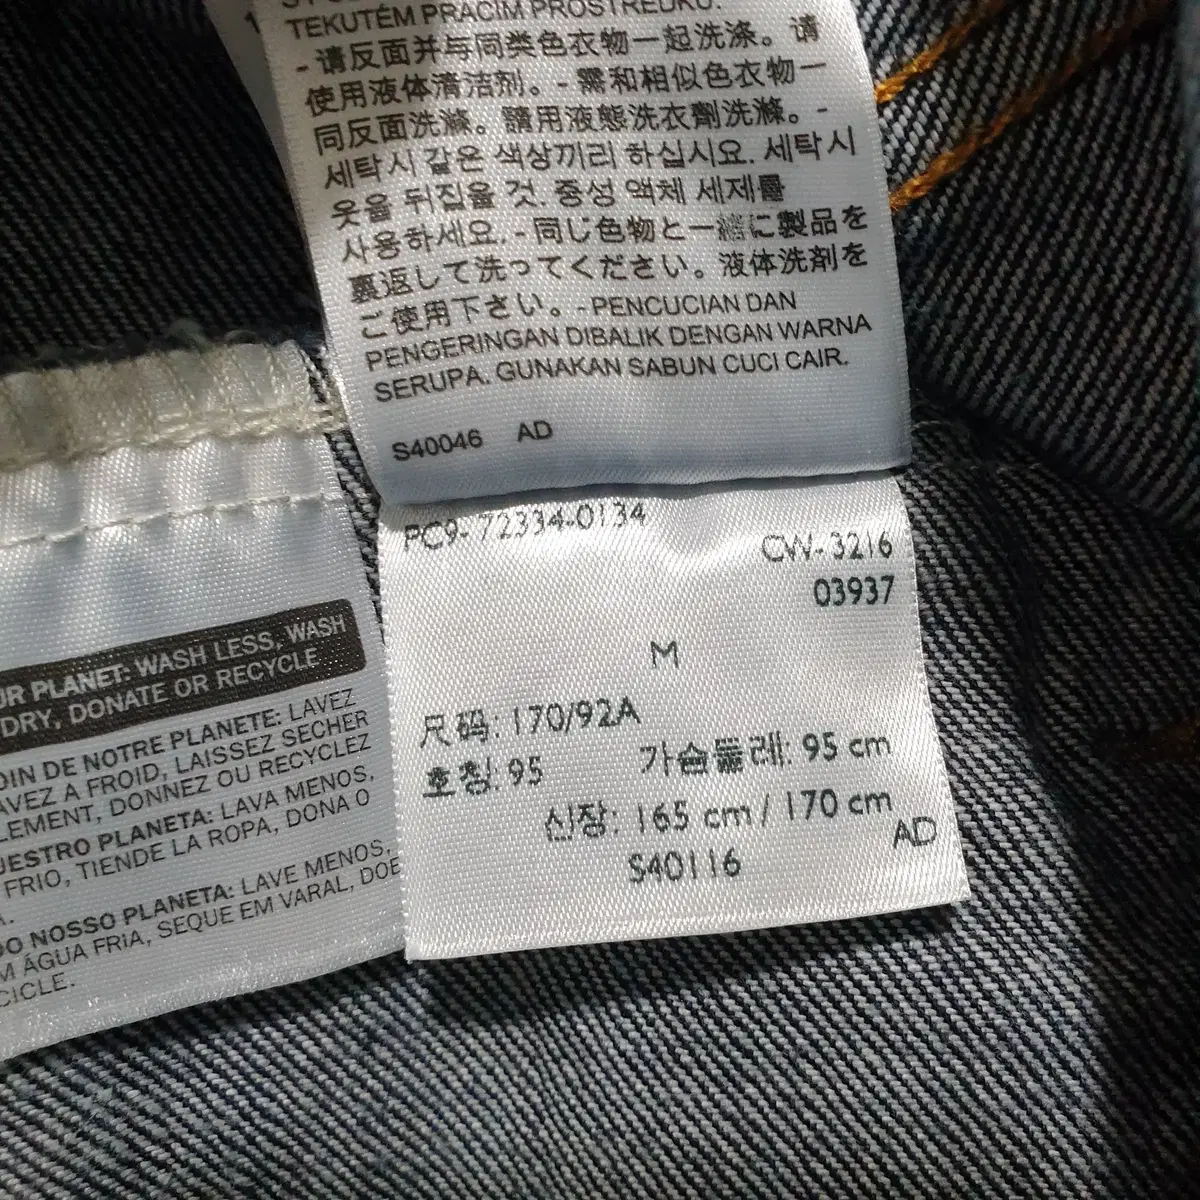 TEKUTÉM PRACÍM PROSTŘEDKU.
- 请反面并与同类色衣物一起洗涤。请
使用液体清洁剂。- 需和相似色衣物一
同反面洗滌。請用液態洗衣劑洗滌。-
세탁시 같은 색상끼리 하십시요. 세탁시
옷을 뒤집을 것. 중성 액체 세제를
사용하세요. - 同じ色物と一緒に製品を
裏返して洗ってください。液体洗剤を
ご使用下さい。- PENCUCIAN DAN
PENGERINGAN DIBALIK DENGAN WARNA
SERUPA. GUNAKAN SABUN CUCI CAIR.
S40046 AD
PC9-72334-0134
CW-3216
03937
M
尺码: 170/92A
호칭: 95 가슴둘레: 95 cm
신장: 165 cm / 170 cm
AD
S40116
UR PLANET: WASH LESS, WASH
DRY, DONATE OR RECYCLE
OIN DE NOTRE PLANETE: LAVEZ
AVEZ A FROID, LAISSEZ SECHER
LEMENT, DONNEZ OU RECYCLEZ
UESTRO PLANETA: LAVA MENOS,
FRIO, TIENDE LA ROPA, DONA O
A.
DO NOSSO PLANETA: LAVE MENOS,
M ÁGUA FRIA, SEQUE EM VARAL, DOE
CICLE.